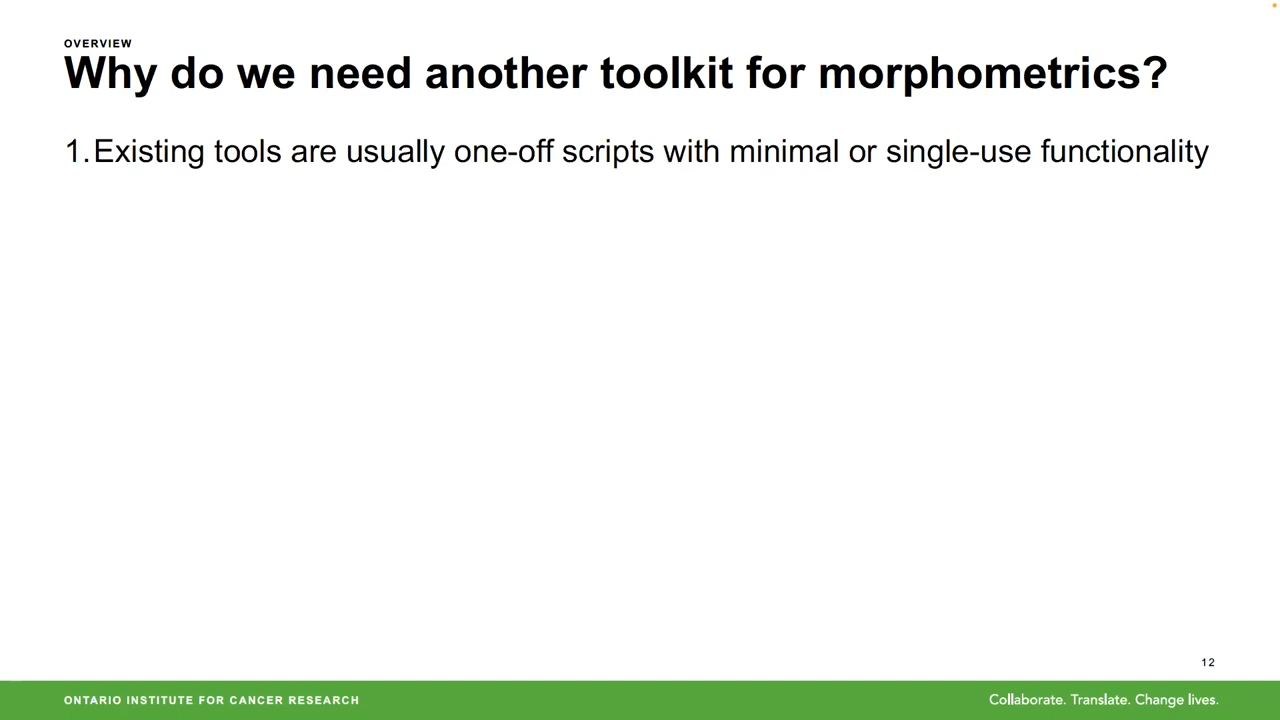 OVERVIEW
Why do we need another toolkit for morphometrics?
1. Existing tools are usually one-off scripts with minimal or single-use functionality
12
ONTARIO INSTITUTE FOR CANCER RESEARCH
Collaborate. Translate. Change lives.